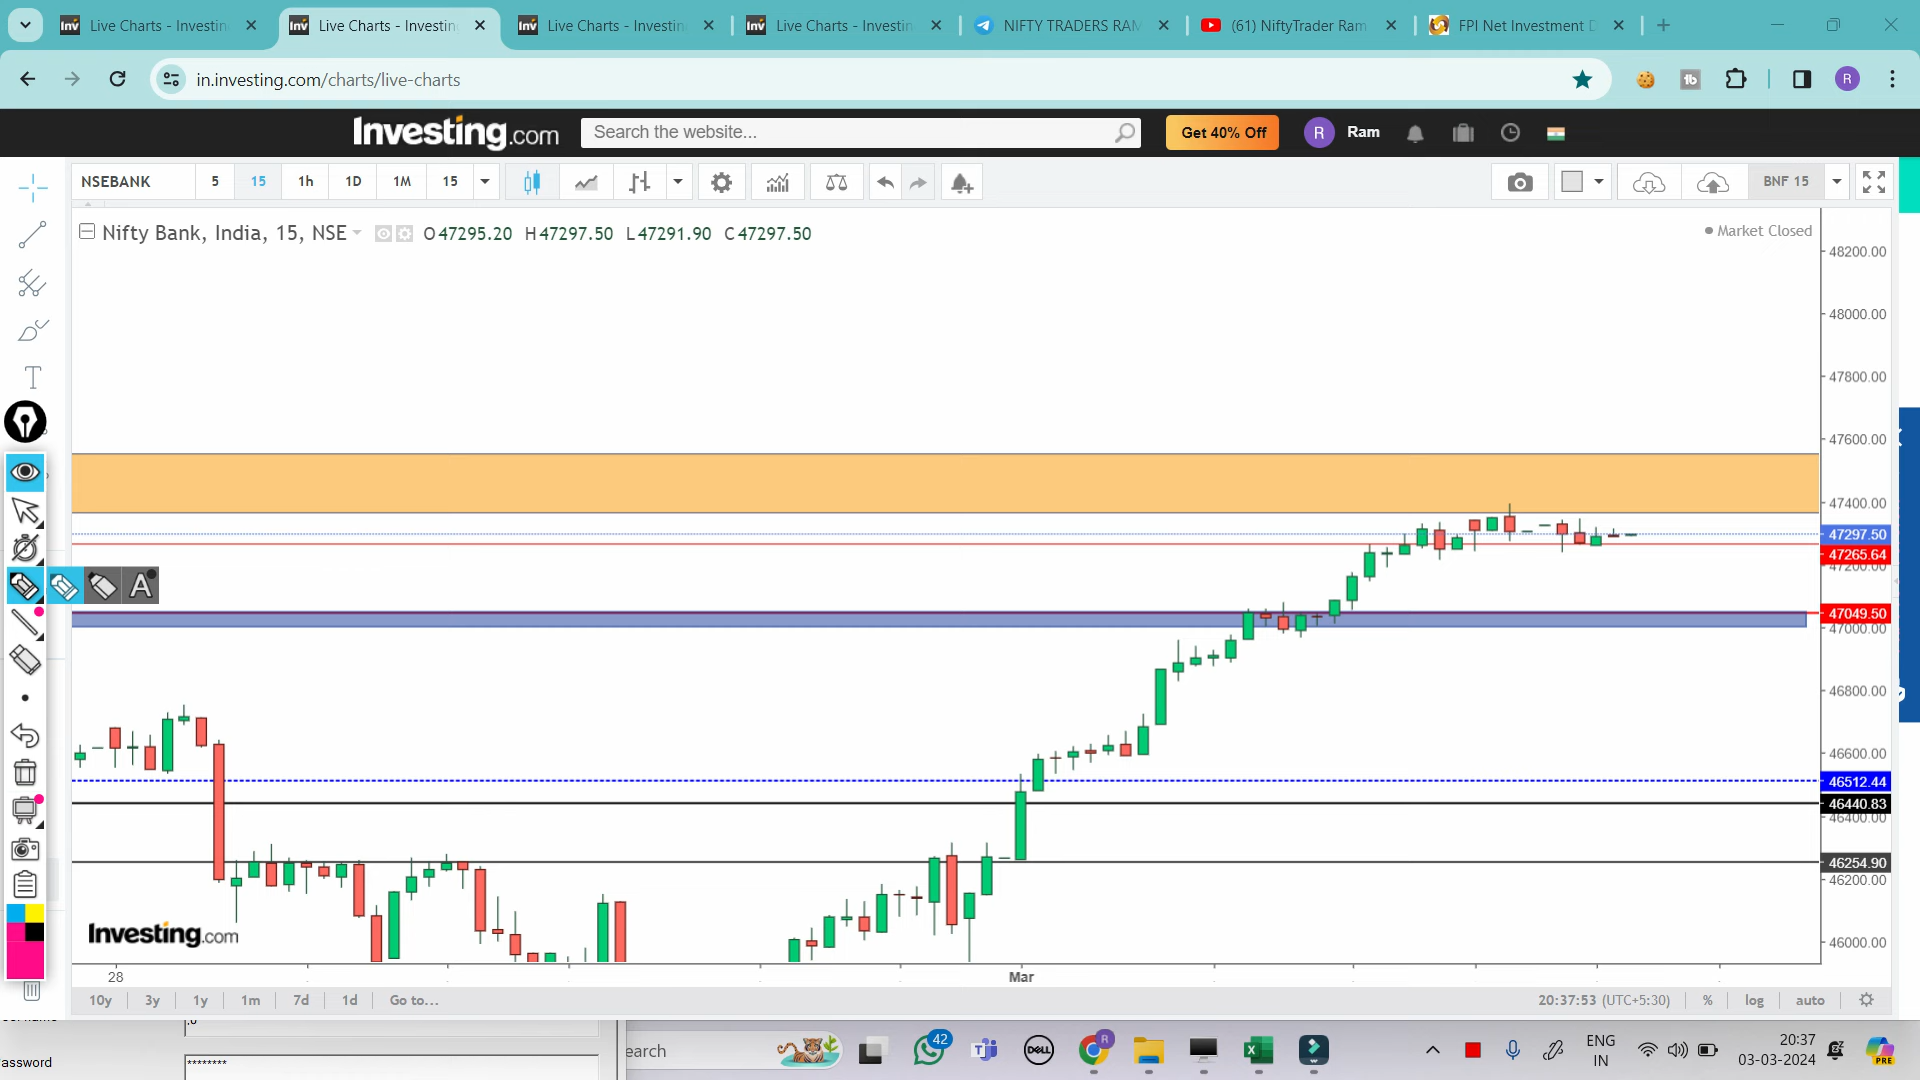 Live Charts - Investin
Live Charts - Investin
Live Charts - Investin
Live Charts - Investin
NIFTY TRADERS RAM
(61) NiftyTrader Ram
FPI Net Investment D
in.investing.com/charts/live-charts
R
Investing.com
Search the website...
Get 40% Off
R
Ram
NSEBANK
5
15
1h
1D
1M
15
BNF 15
Nifty Bank, India, 15, NSE
O47295.20 H47297.50 L47291.90 C47297.50
Market Closed
48200.00
48000.00
47800.00
47600.00
47400.00
47297.50
47265.64
47200.00
47049.50
47000.00
46800.00
46600.00
46512.44
46440.83
46400.00
46254.90
46200.00
46000.00
T
A
Investing.com
28
Mar
10y
3y
1y
1m
7d
1d
Go to...
20:37:53 (UTC+5:30)
%
log
auto
assword
********
earch
42
DELL
R
ENG
IN
20:37
03-03-2024
PRE